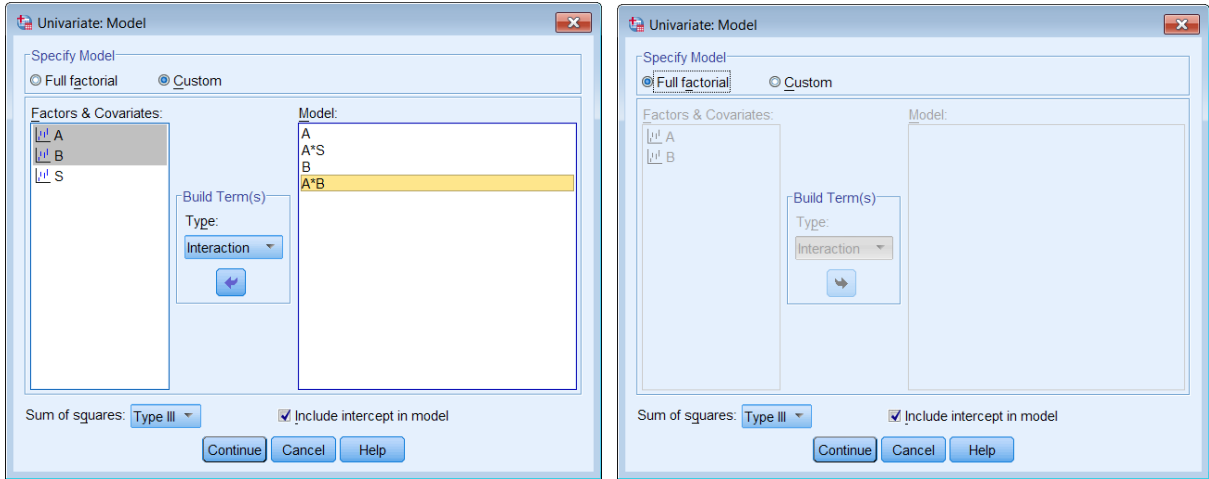 Univariate: Model
Specify Model
Full factorial Custom
Factors & Covariates:
A
B
S
Build Term(s)
Type:
Interaction
Model:
A
A*S
B
A*B
Sum of squares: Type III Include intercept in model
Continue Cancel Help
Univariate: Model
Specify Model
Full factorial Custom
Factors & Covariates:
A
B
Build Term(s)
Type:
Interaction
Model:
Sum of squares: Type III Include intercept in model
Continue Cancel Help